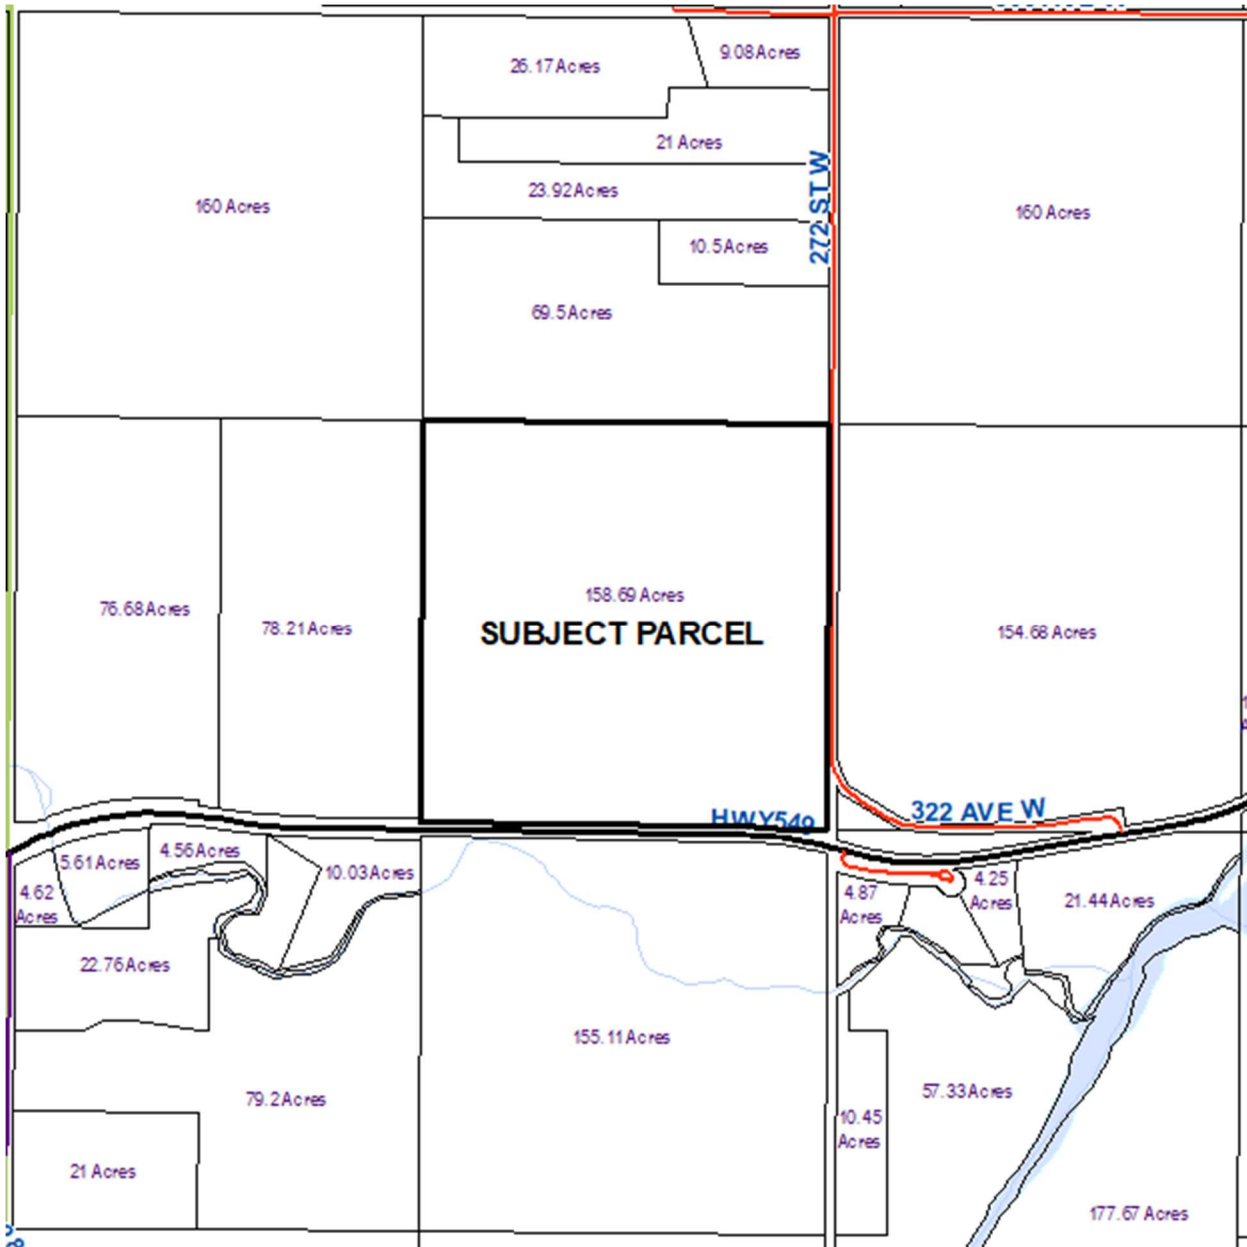 26.17 Acres
9.08 Acres
21 Acres
272 ST W
23.92 Acres
160 Acres
160 Acres
10.5 Acres
69.5 Acres
158.69 Acres
76.68 Acres
78.21 Acres
SUBJECT PARCEL
154.68 Acres
HWY 549
322 AVE W
5.61 Acres
4.56 Acres
10.03 Acres
4.62
Acres
4.87
Acres
4.25
Acres
21.44 Acres
22.76 Acres
155.11 Acres
79.2 Acres
57.33 Acres
10.45
Acres
21 Acres
177.67 Acres